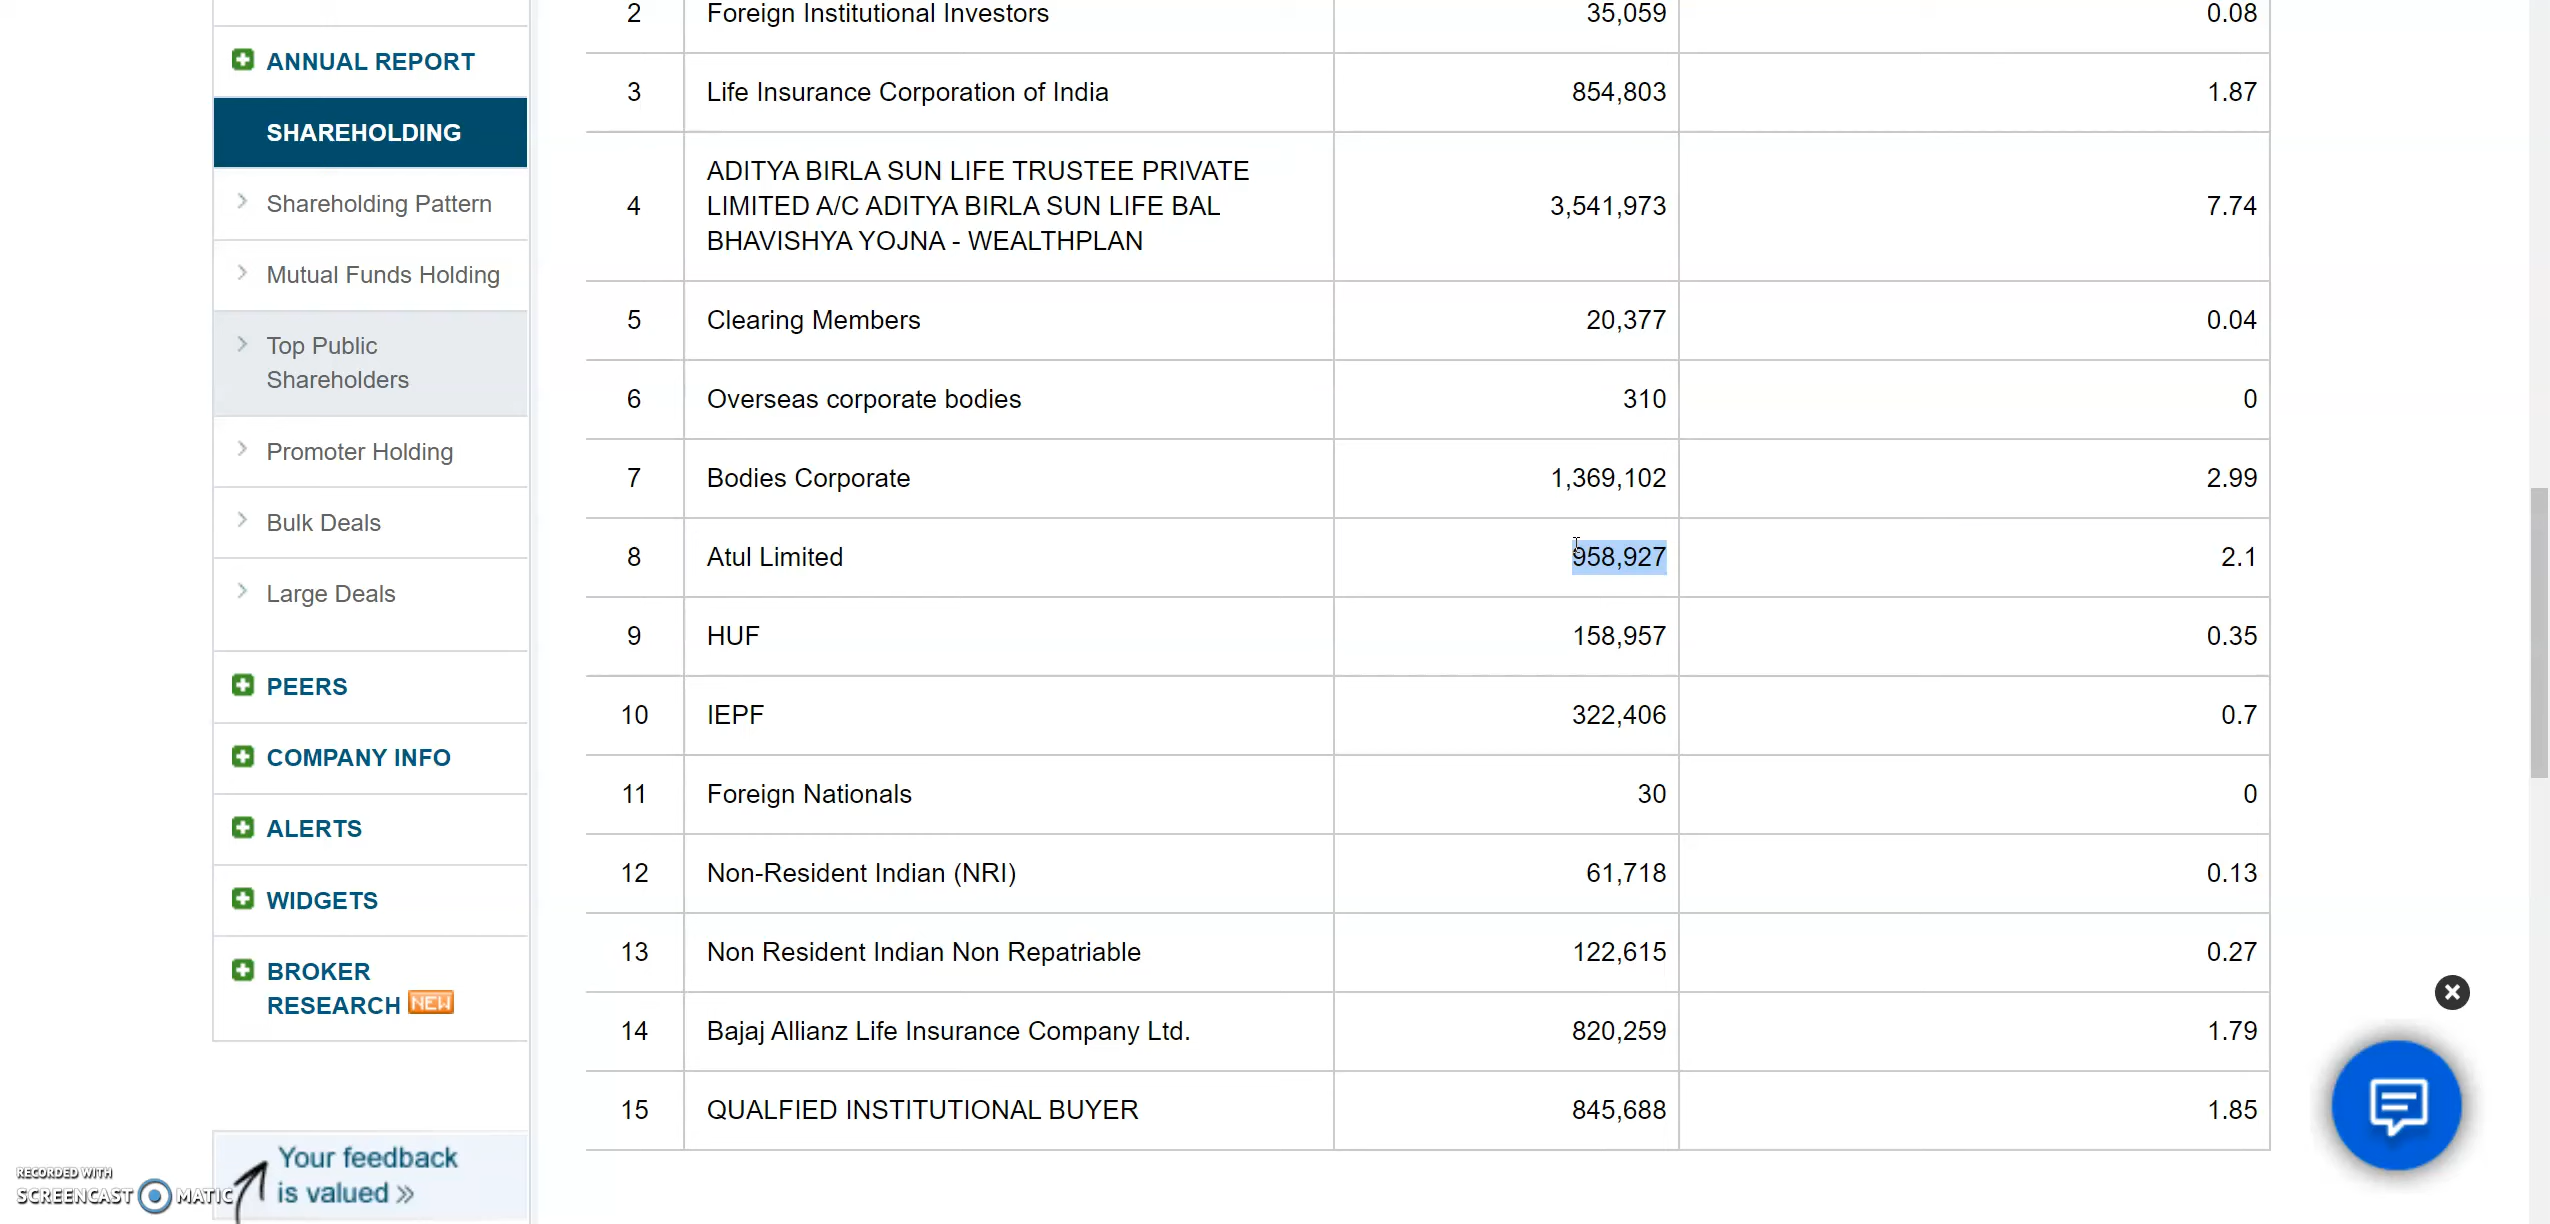 ANNUAL REPORT
SHAREHOLDING
Shareholding Pattern
Mutual Funds Holding
Top Public
Shareholders
Promoter Holding
Bulk Deals
Large Deals
PEERS
COMPANY INFO
ALERTS
WIDGETS
BROKER
RESEARCH NEW
Your feedback
is valued »
RECORDED WITH
SCREENCAST MATIC
2 Foreign Institutional Investors 35,059 0.08
3 Life Insurance Corporation of India 854,803 1.87
ADITYA BIRLA SUN LIFE TRUSTEE PRIVATE
4 LIMITED A/C ADITYA BIRLA SUN LIFE BAL 3,541,973 7.74
BHAVISHYA YOJNA - WEALTHPLAN
5 Clearing Members 20,377 0.04
6 Overseas corporate bodies 310 0
7 Bodies Corporate 1,369,102 2.99
8 Atul Limited 958,927 2.1
9 HUF 158,957 0.35
10 IEPF 322,406 0.7
11 Foreign Nationals 30 0
12 Non-Resident Indian (NRI) 61,718 0.13
13 Non Resident Indian Non Repatriable 122,615 0.27
14 Bajaj Allianz Life Insurance Company Ltd. 820,259 1.79
15 QUALFIED INSTITUTIONAL BUYER 845,688 1.85